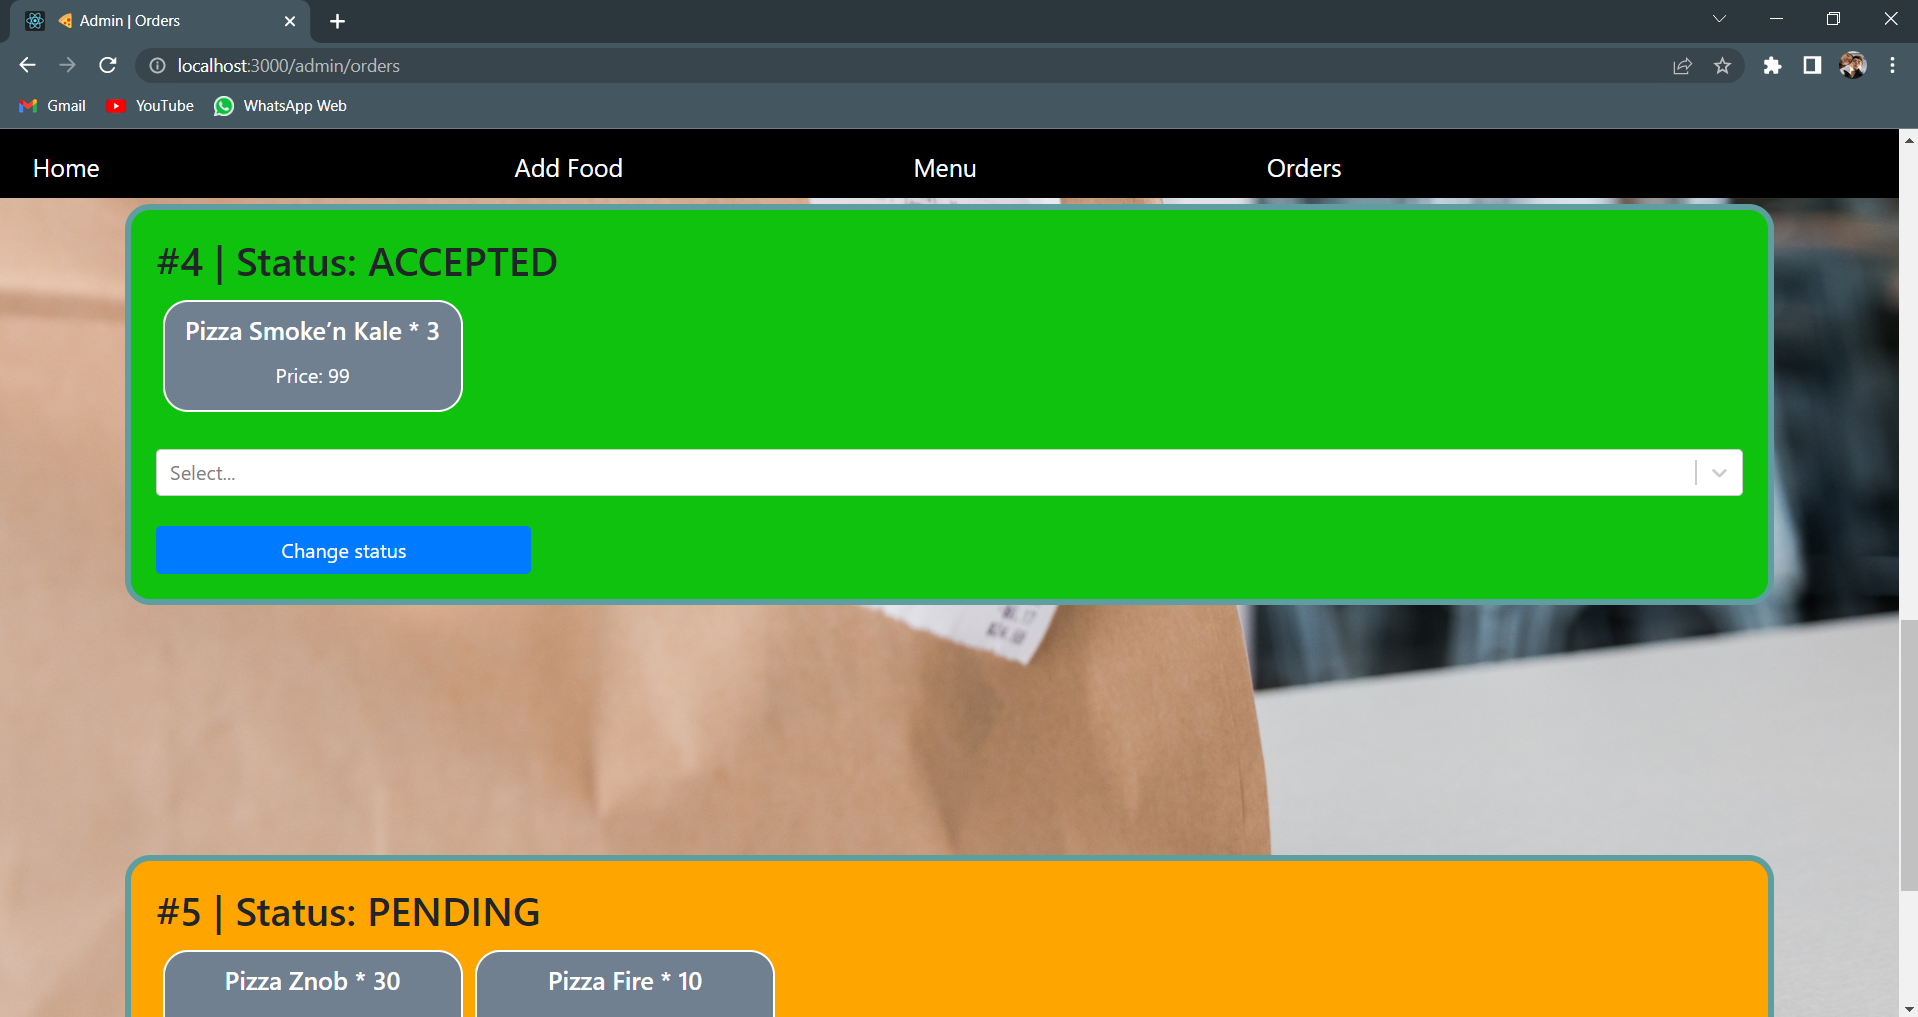 Admin | Orders
localhost:3000/admin/orders
Gmail YouTube WhatsApp Web
Home Add Food Menu Orders
#4 | Status: ACCEPTED
Pizza Smoke’n Kale * 3
Price: 99
Select...
Change status
#5 | Status: PENDING
Pizza Znob * 30 Pizza Fire * 10